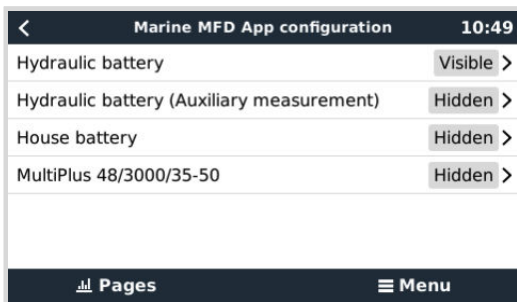 Marine MFD App configuration 10:49
Hydraulic battery Visible
Hydraulic battery (Auxiliary measurement) Hidden
House battery Hidden
MultiPlus 48/3000/35-50 Hidden
Pages Menu